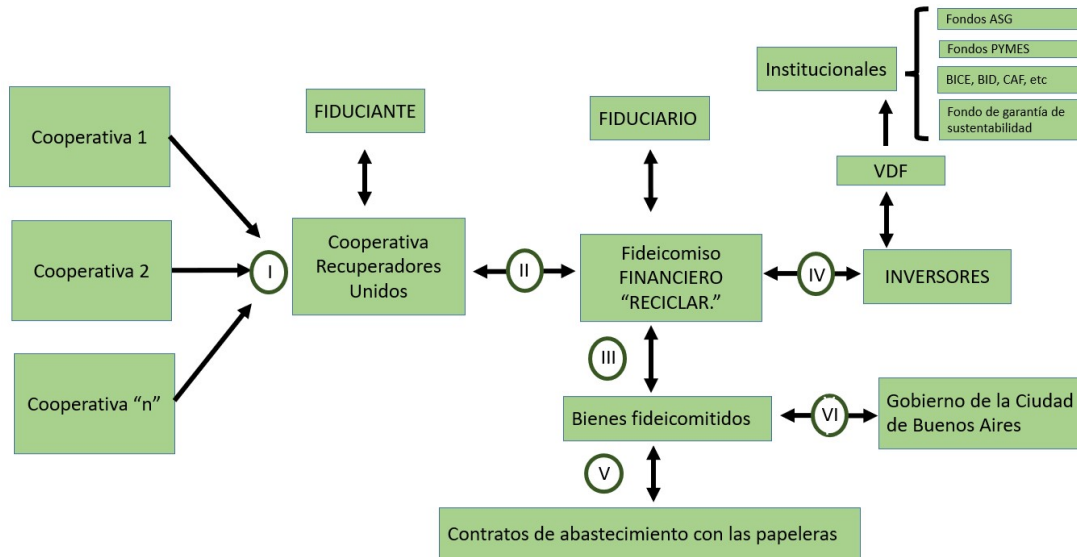 Fondos ASG
Fondos PYMES
Institucionales
BICE, BID, CAF, etc
Fondo de garantía de
sustentabilidad
Cooperativa 1
FIDUCIANTE
FIDUCIARIO
VDF
Cooperativa 2
I
Cooperativa
Recuperadores
Unidos
II
Fideicomiso
FINANCIERO
“RECICLAR.”
IV
INVERSORES
III
Cooperativa “n”
Bienes fideicomitidos
VI
Gobierno de la Ciudad
de Buenos Aires
V
Contratos de abastecimiento con las papeleras